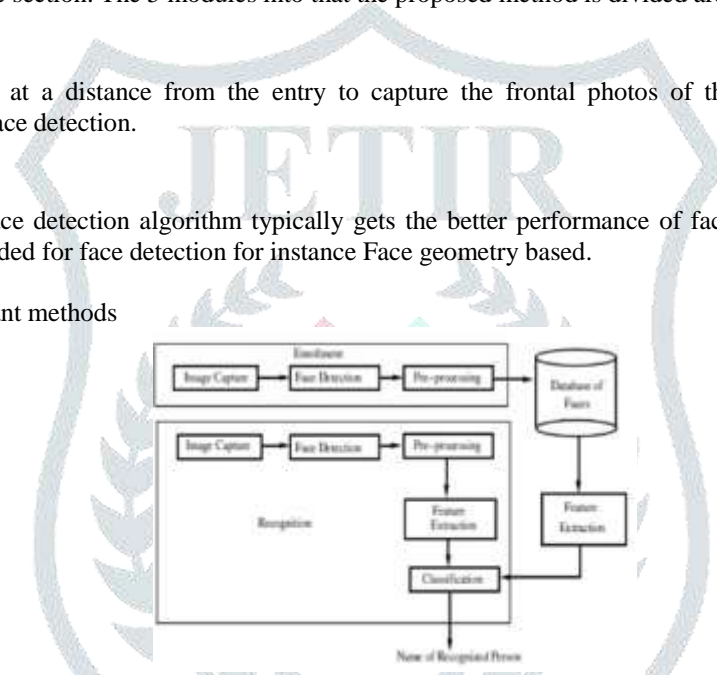 section. The 3 modules into that the proposed method is divided are
at a distance from the entry to capture the frontal photos of th
ace detection.
JETIR
ace detection algorithm typically gets the better performance of fac
ded for face detection for instance Face geometry based.
nt methods
Enrollment
Image Capture
Face Detection
Pre-processing
Database of
Faces
Image Capture
Face Detection
Pre-processing
Recognition
Feature
Extraction
Feature
Extraction
Classification
Name of Recognized Person